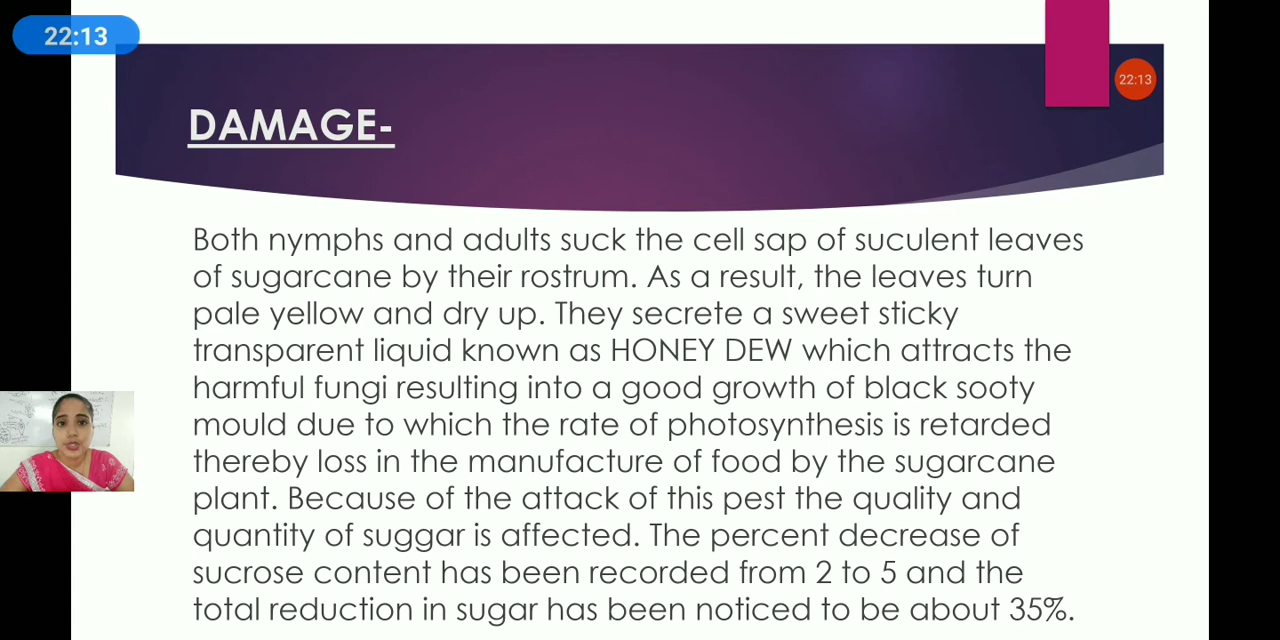 22:13
22:13
DAMAGE-
Both nymphs and adults suck the cell sap of suculent leaves
of sugarcane by their rostrum. As a result, the leaves turn
pale yellow and dry up. They secrete a sweet sticky
transparent liquid known as HONEY DEW which attracts the
harmful fungi resulting into a good growth of black sooty
mould due to which the rate of photosynthesis is retarded
thereby loss in the manufacture of food by the sugarcane
plant. Because of the attack of this pest the quality and
quantity of suggar is affected. The percent decrease of
sucrose content has been recorded from 2 to 5 and the
total reduction in sugar has been noticed to be about 35%.